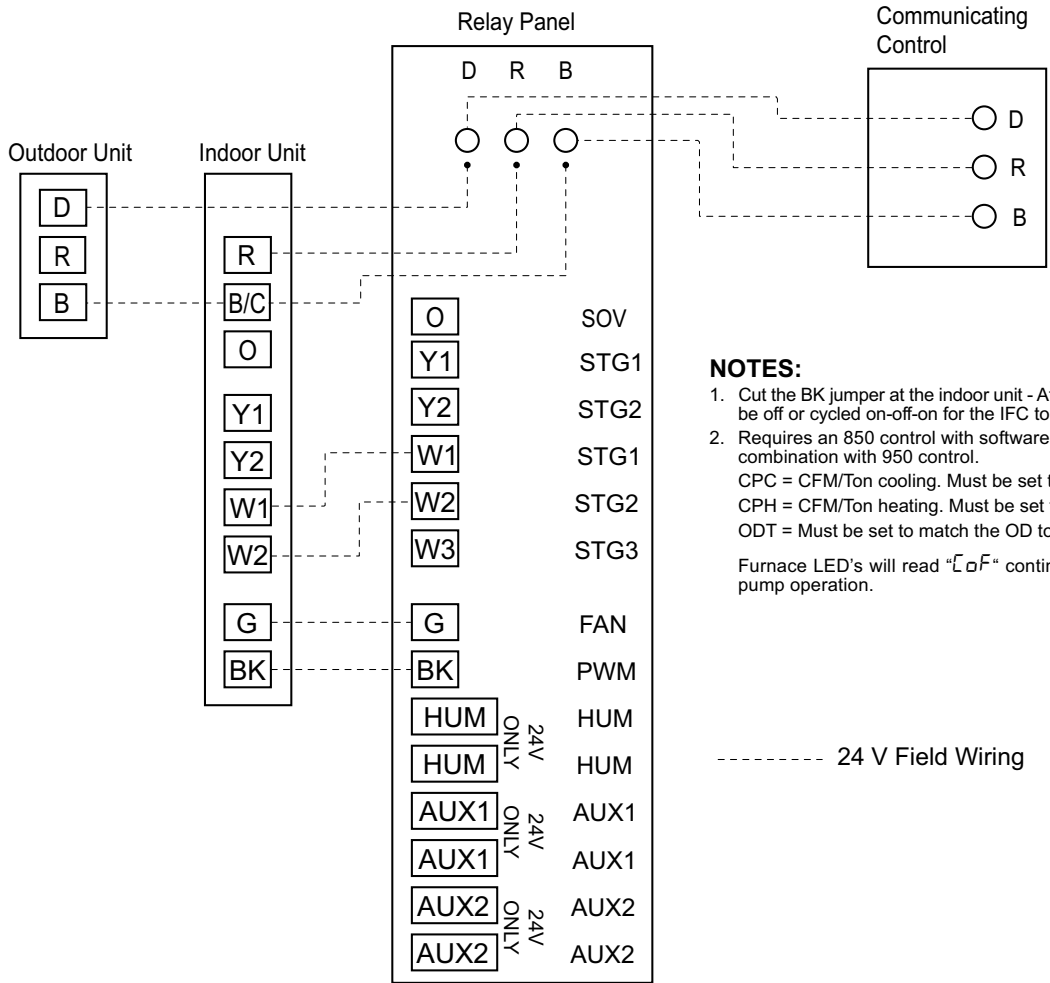 Relay Panel
Communicating
Control
D R B
D
R
B
Outdoor Unit
Indoor Unit
D
R
B
R
B/C
O
Y1
Y2
W1
W2
G
BK
O SOV
Y1 STG1
Y2 STG2
W1 STG1
W2 STG2
W3 STG3
G FAN
BK PWM
HUM HUM
HUM HUM
24V
ONLY
AUX1 AUX1
AUX1 AUX1
24V
ONLY
AUX2 AUX2
AUX2 AUX2
24V
ONLY
NOTES:
1. Cut the BK jumper at the indoor unit -
be off or cycled on-off-on for the IFC to
2. Requires an 850 control with software
combination with 950 control.
CPC = CFM/Ton cooling. Must be set
CPH = CFM/Ton heating. Must be set
ODT = Must be set to match the OD
Furnace LED's will read “CoF“
pump operation.
24 V Field Wiring